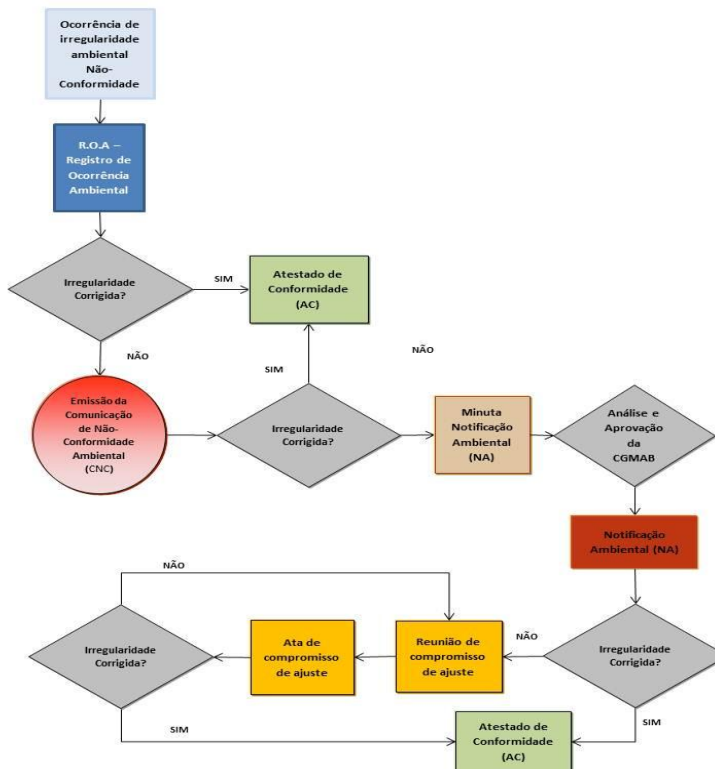 Ocorrência de
irregularidade
ambiental
Não-
Conformidade
R.O.A –
Registro de
Ocorrência
Ambiental
Irregularidade
Corrigida?
SIM
Atestado de
Conformidade
(AC)
NÃO
Emissão da
Comunicação
de Não-
Conformidade
Ambiental
(CNC)
SIM
Irregularidade
Corrigida?
NÃO
Minuta
Notificação
Ambiental
(NA)
Análise e
Aprovação
da
CGMAB
Notificação
Ambiental (NA)
Irregularidade
Corrigida?
NÃO
Reunião de
compromisso
de ajuste
Ata de
compromisso
de ajuste
Irregularidade
Corrigida?
NÃO
SIM
SIM
Atestado de
Conformidade
(AC)